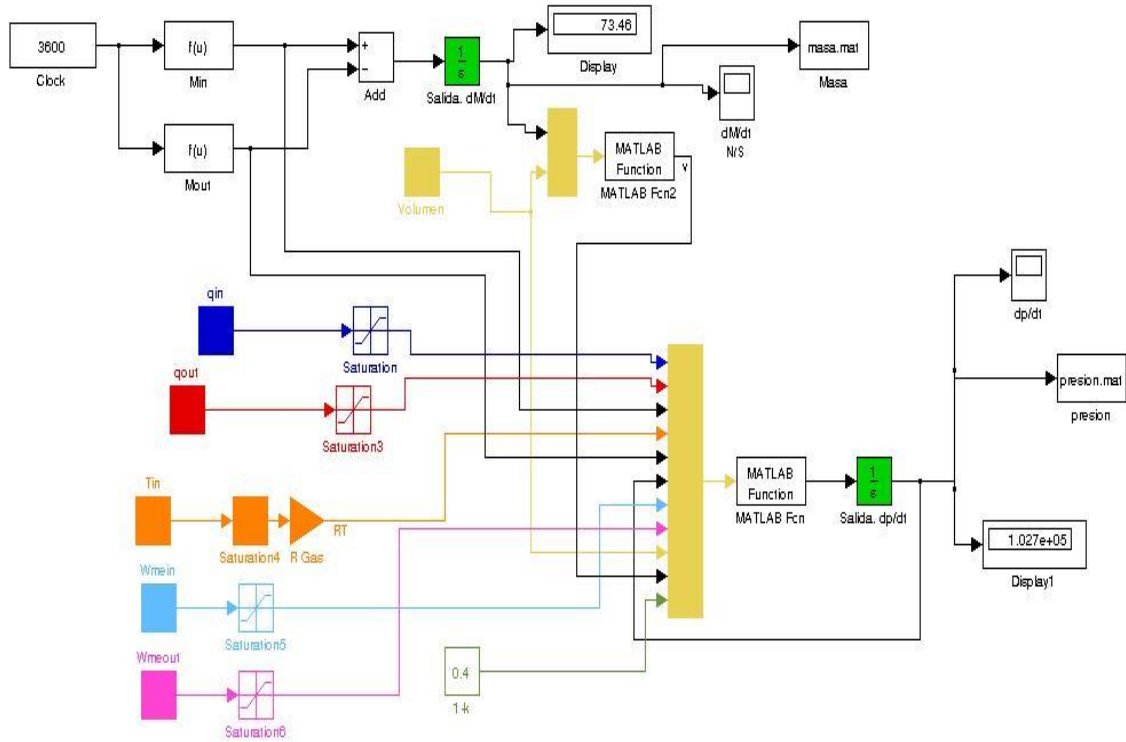 3600
Clock
f(u)
Min
f(u)
Mout
+
−
Add
1
s
Salida. dM/dt
73.46
Display
masa.mat
Masa
dM/dt
N/S
MATLAB
Function
MATLAB Fcn2
v
Volumen
qin
Saturation
qout
Saturation3
Tin
Saturation4
R Gas
RT
Wmein
Saturation5
Wmeout
Saturation6
0.4
1-k
MATLAB
Function
MATLAB Fcn
1
s
Salida. dp/dt
dp/dt
presion.mat
presion
1.027e+05
Display1